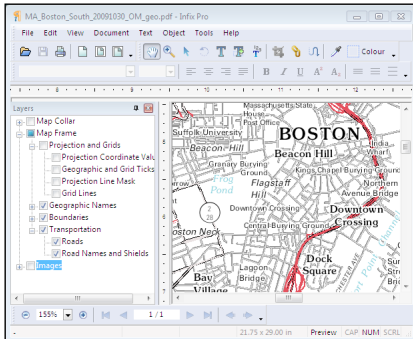 MA_Boston_South_20091030_OM_geo.pdf - Infix Pro
File Edit View Document Text Object Tools Help
Colour
Layers
Map Collar
Map Frame
Projection and Grids
Projection Coordinate Valu
Geographic and Grid Ticks
Projection Line Mask
Grid Lines
Geographic Names
Boundaries
Transportation
Roads
Road Names and Shields
Images
Massachusetts State
House
Post Office
Suffolk University
BOSTON
India
Wharf
Beacon Hill
Beacon Hill
Granary Burying
Ground
Kings Chapel Burying Ground
Frog
Pond
Flagstaff
Hill
Northern
Avenue Bridge
28
Downtown Crossing
Downtown
Crossing
Central Burying Ground
Boston Neck
Dock
Square
Lagoon
Bridge
Bay
Village
Fort Point Channel
155%
1 / 1
21.75 x 29.00 in Preview CAP NUM SCRL